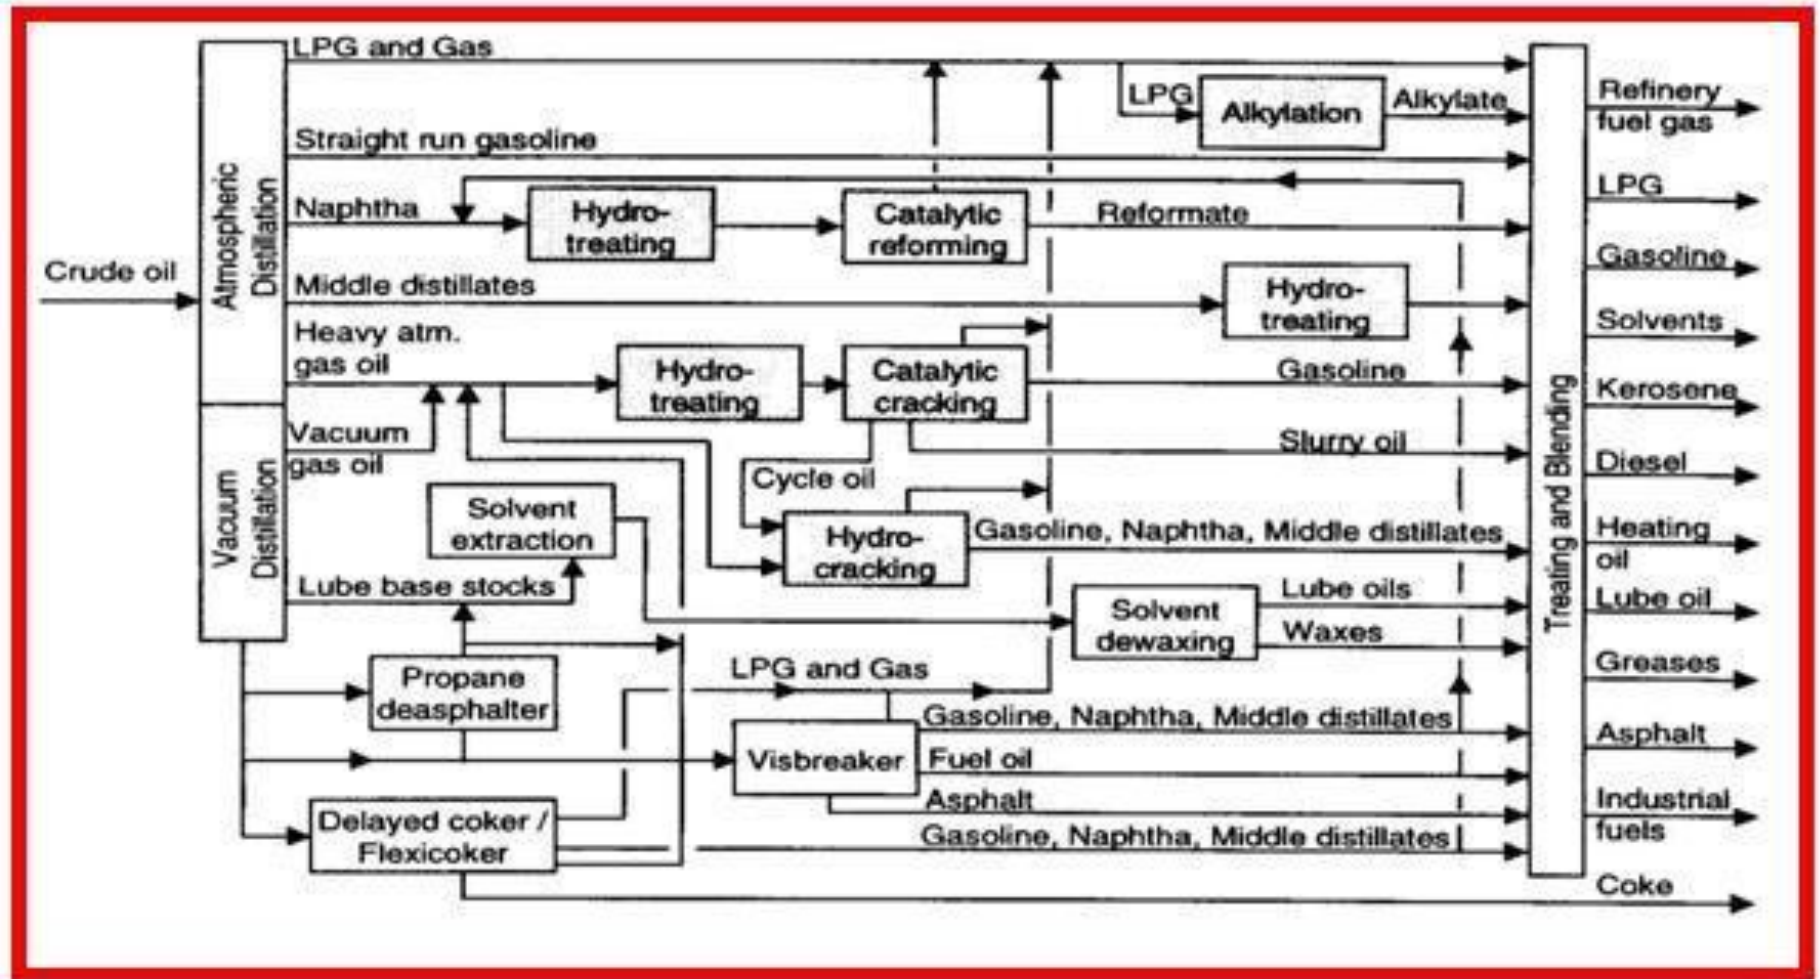 LPG and Gas
LPG
Alkylation
Alkylate
Refinery
fuel gas
Straight run gasoline
LPG
Naphtha
Hydro-
treating
Catalytic
reforming
Reformate
Gasoline
Crude oil
Atmospheric
Distillation
Middle distillates
Hydro-
treating
Solvents
Heavy atm.
gas oil
Hydro-
treating
Catalytic
cracking
Gasoline
Kerosene
Vacuum
gas oil
Slurry oil
Diesel
Vacuum
Distillation
Solvent
extraction
Cycle oil
Hydro-
cracking
Gasoline, Naphtha, Middle distillates
Treating and Blending
Heating
oil
Lube base stocks
Solvent
dewaxing
Lube oils
Waxes
Lube oil
Greases
Propane
deasphalter
LPG and Gas
Gasoline, Naphtha, Middle distillates
Asphalt
Visbreaker
Fuel oil
Asphalt
Industrial
fuels
Delayed coker /
Flexicoker
Gasoline, Naphtha, Middle distillates
Coke